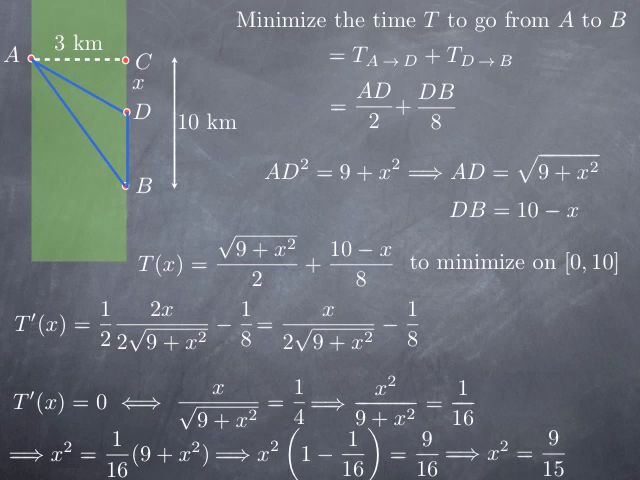 Minimize the time T to go from A to B
A 3 km C
x
D
10 km
B
= T_{A→D} + T_{D→B}
= AD/2 + DB/8
AD² = 9 + x² ⟹ AD = √(9 + x²)
DB = 10 − x
T(x) = √(9 + x²)/2 + (10 − x)/8 to minimize on [0, 10]
T′(x) = 1/2 2x/(2√(9 + x²)) − 1/8 = x/(2√(9 + x²)) − 1/8
T′(x) = 0 ⟺ x/√(9 + x²) = 1/4 ⟹ x²/(9 + x²) = 1/16
⟹ x² = 1/16 (9 + x²) ⟹ x² (1 − 1/16) = 9/16 ⟹ x² = 9/15